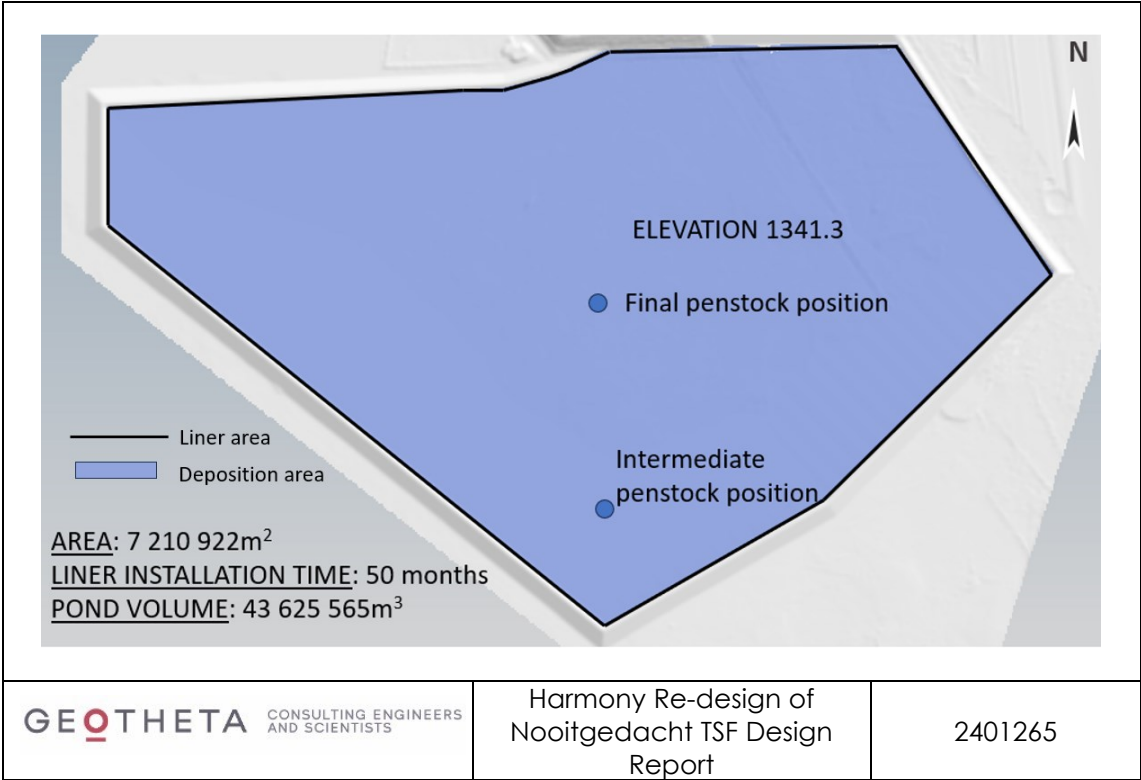 N
ELEVATION 1341.3
Final penstock position
Liner area
Deposition area
Intermediate
penstock position
AREA: 7 210 922m²
LINER INSTALLATION TIME: 50 months
POND VOLUME: 43 625 565m³
GEOTHETA CONSULTING ENGINEERS
AND SCIENTISTS
Harmony Re-design of
Nooitgedacht TSF Design
Report
2401265